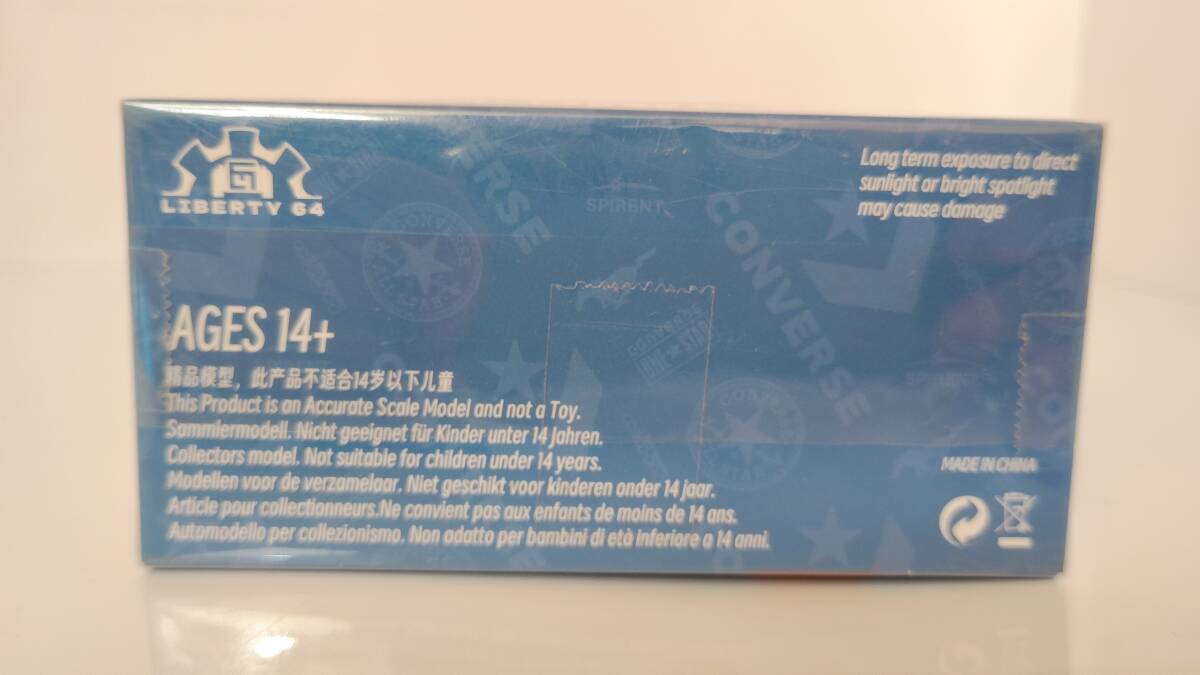 LIBERTY 64
Long term exposure to direct
sunlight or bright spotlight
may cause damage
CONVERSE
SPIRENT
CONVERSE
CONVERSE
AGES 14+
精品模型，此产品不适合14岁以下儿童
This Product is an Accurate Scale Model and not a Toy.
Sammlermodell. Nicht geeignet für Kinder unter 14 Jahren.
Collectors model. Not suitable for children under 14 years.
Modellen voor de verzamelaar. Niet geschikt voor kinderen onder 14 jaar.
Article pour collectionneurs.Ne convient pas aux enfants de moins de 14 ans.
Automodello per collezionismo. Non adatto per bambini di età inferiore a 14 anni.
MADE IN CHINA